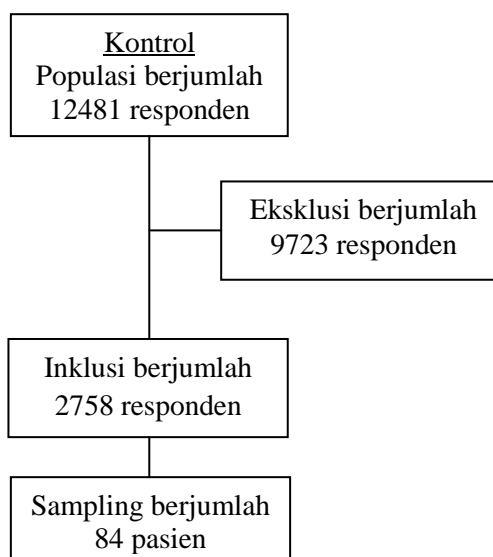 Kontrol
Populasi berjumlah
12481 responden
Eksklusi berjumlah
9723 responden
Inklusi berjumlah
2758 responden
Sampling berjumlah
84 pasien